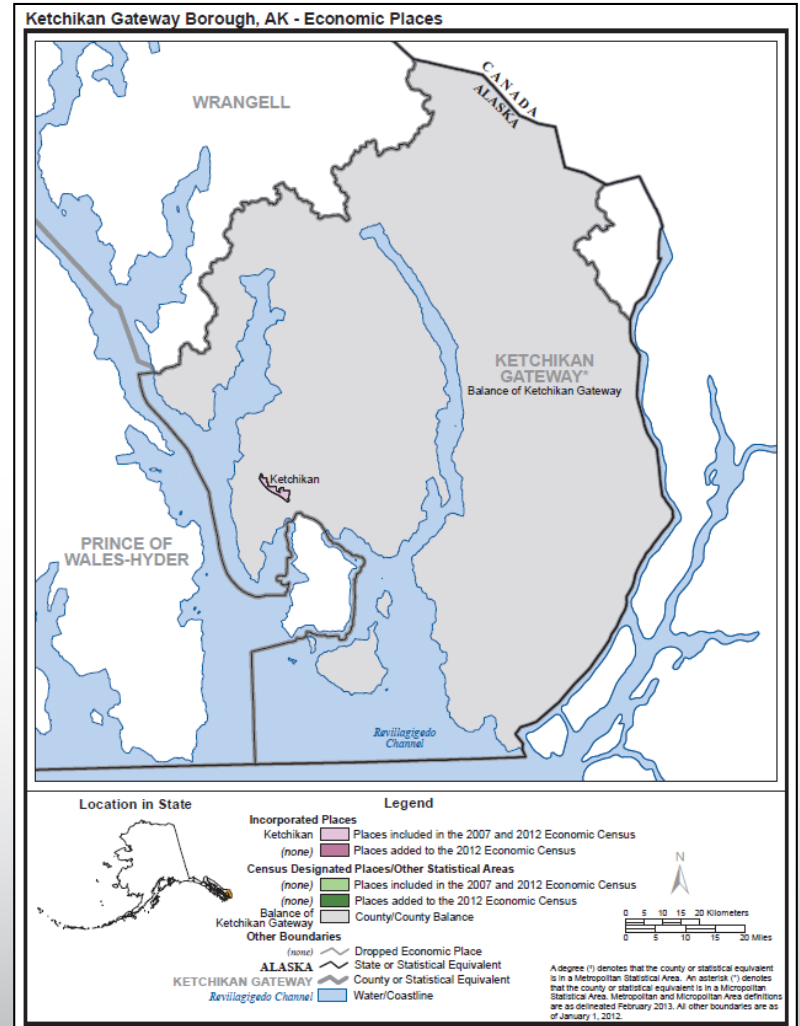 Ketchikan Gateway Borough, AK - Economic Places
CANADA
ALASKA
WRANGELL
KETCHIKAN
GATEWAY*
Balance of Ketchikan Gateway
Ketchikan
PRINCE OF
WALES-HYDER
Revillagigedo
Channel
Location in State
Legend
Incorporated Places
Ketchikan Places included in the 2007 and 2012 Economic Census
(none) Places added to the 2012 Economic Census
Census Designated Places/Other Statistical Areas
(none) Places included in the 2007 and 2012 Economic Census
(none) Places added to the 2012 Economic Census
Balance of
Ketchikan Gateway County/County Balance
Other Boundaries
(none) Dropped Economic Place
ALASKA State or Statistical Equivalent
KETCHIKAN GATEWAY County or Statistical Equivalent
Revillagigedo Channel Water/Coastline
N
0 5 10 15 20 Kilometers
0 5 10 15 20 Miles
A degree (°) denotes that the county or statistical equivalent
is in a Metropolitan Statistical Area. An asterisk (*) denotes
that the county or statistical equivalent is in a Micropolitan
Statistical Area. Metropolitan and Micropolitan Area definitions
are as delineated February 2013. All other boundaries are as
of January 1, 2012.